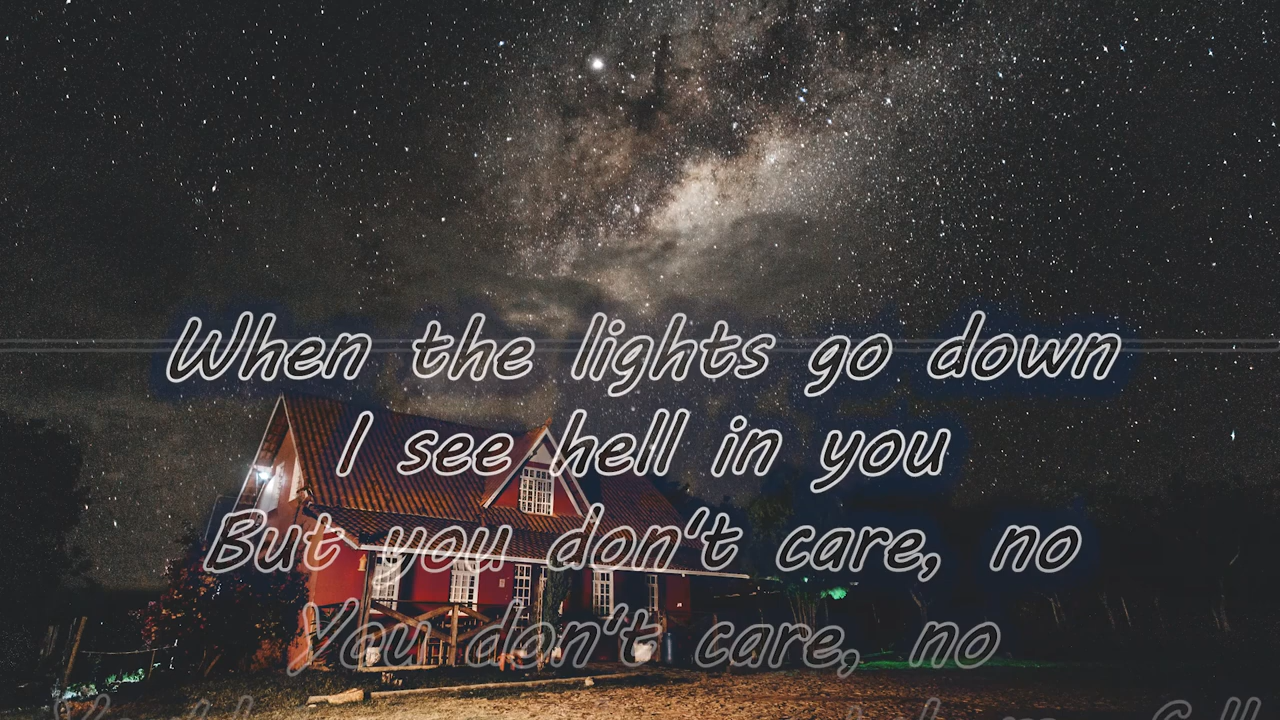 When the lights go down
I see hell in you
But you don't care, no
You don't care, no